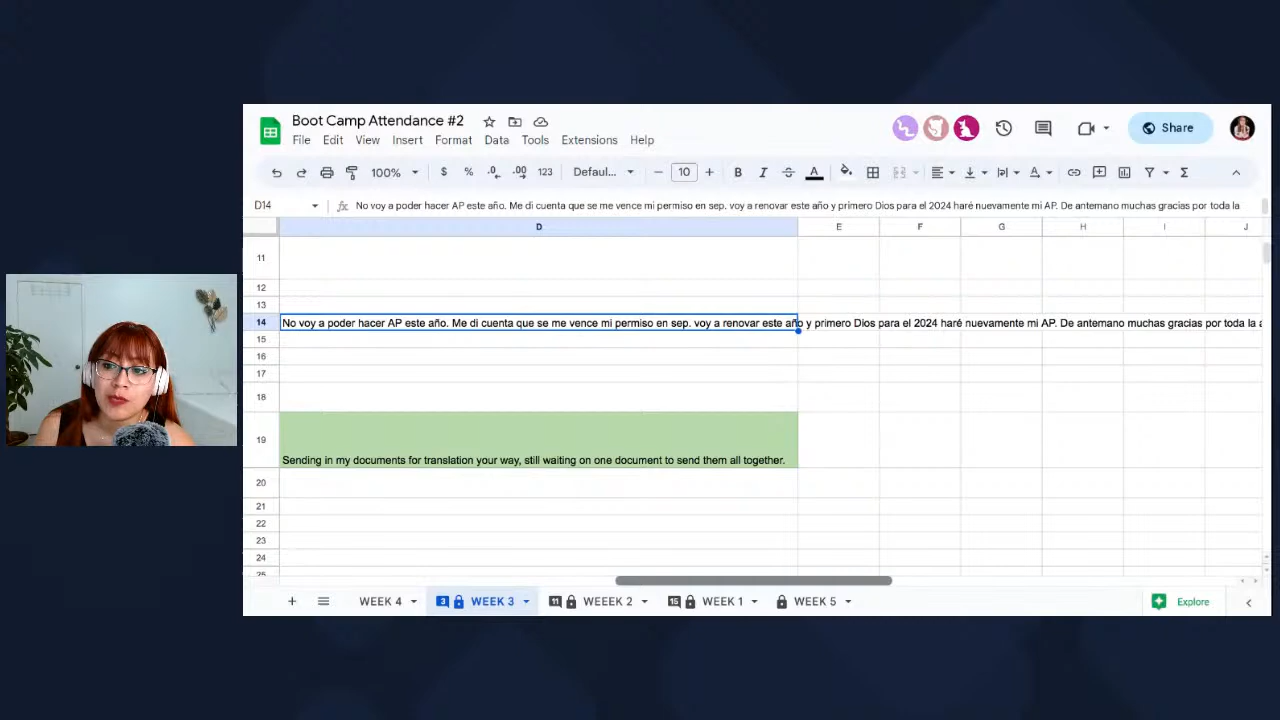 Boot Camp Attendance #2
File Edit View Insert Format Data Tools Extensions Help
Share
100% $ % .0 .00 123 Defaul... 10 B I S A
D14 fx No voy a poder hacer AP este año. Me di cuenta que se me vence mi permiso en sep. voy a renovar este año y primero Dios para el 2024 haré nuevamente mi AP. De antemano muchas gracias por toda la
D E F G H I J
11
12
13
14 No voy a poder hacer AP este año. Me di cuenta que se me vence mi permiso en sep. voy a renovar este año y primero Dios para el 2024 haré nuevamente mi AP. De antemano muchas gracias por toda la a
15
16
17
18
19 Sending in my documents for translation your way, still waiting on one document to send them all together.
20
21
22
23
24
25
WEEK 4 3 WEEK 3 11 WEEEK 2 15 WEEK 1 WEEK 5 Explore